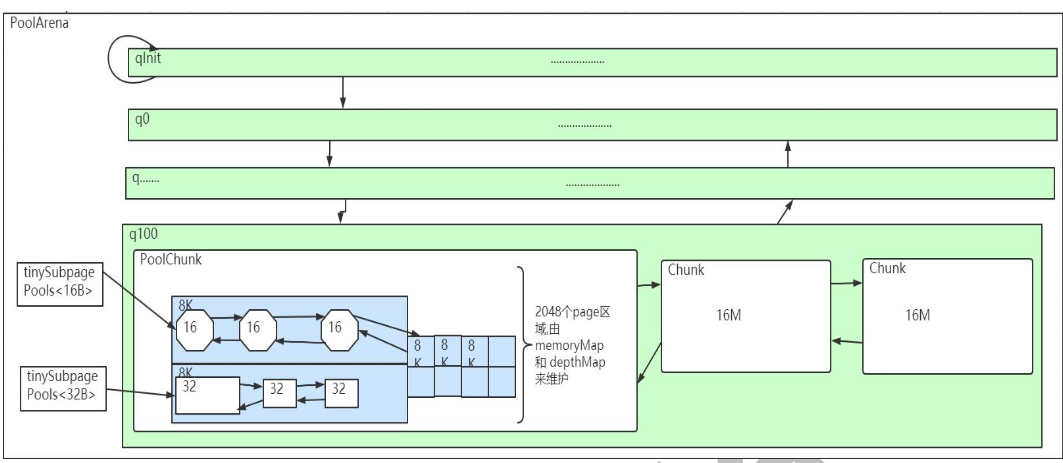 PoolArena
qInit
...................
q0
...................
q.......
...................
q100
PoolChunk
Chunk
Chunk
tinySubpage
Pools<16B>
8K
16
16
16
2048个page区
域,由
memoryMap
和 depthMap
来维护
16M
16M
8
K
8
K
8
K
tinySubpage
Pools<32B>
8K
32
32
32